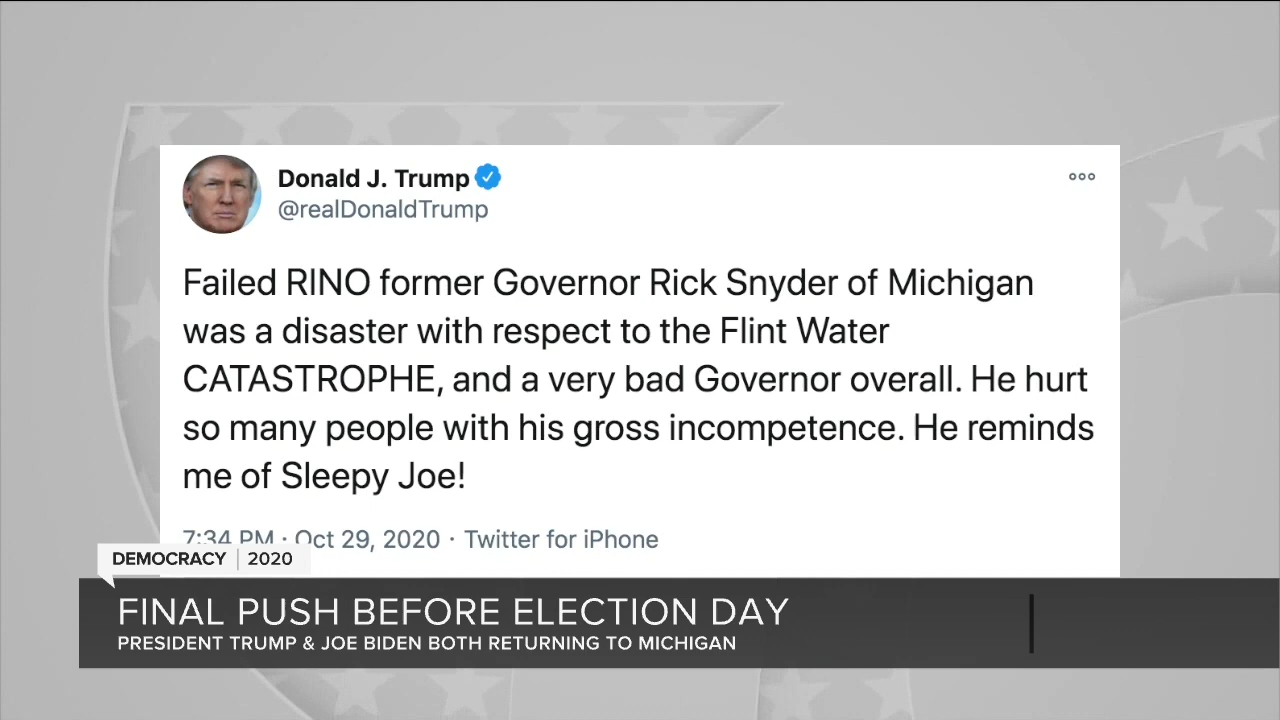 Donald J. Trump
@realDonaldTrump
Failed RINO former Governor Rick Snyder of Michigan
was a disaster with respect to the Flint Water
CATASTROPHE, and a very bad Governor overall. He hurt
so many people with his gross incompetence. He reminds
me of Sleepy Joe!
7:34 PM · Oct 29, 2020 · Twitter for iPhone
DEMOCRACY | 2020
FINAL PUSH BEFORE ELECTION DAY
PRESIDENT TRUMP & JOE BIDEN BOTH RETURNING TO MICHIGAN